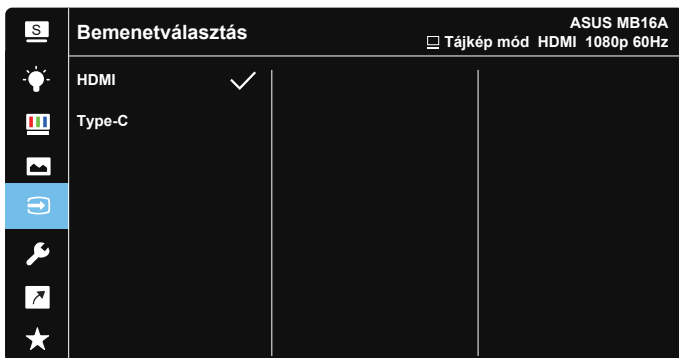 S
Bemenetválasztás
ASUS MB16A
Tájkép mód HDMI 1080p 60Hz
HDMI
Type-C